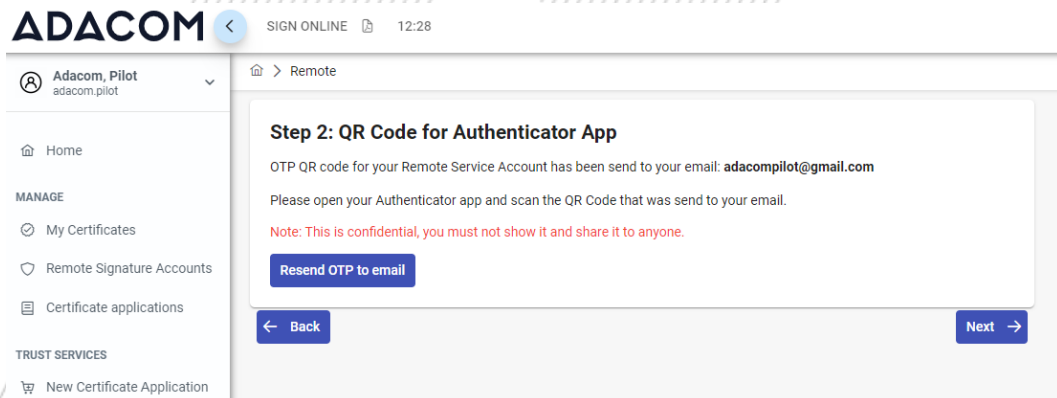 ADACOM
SIGN ONLINE 12:28
Adacom, Pilot
adacom.pilot
Remote
Home
MANAGE
My Certificates
Remote Signature Accounts
Certificate applications
TRUST SERVICES
New Certificate Application
Step 2: QR Code for Authenticator App
OTP QR code for your Remote Service Account has been send to your email: adacompilot@gmail.com
Please open your Authenticator app and scan the QR Code that was send to your email.
Note: This is confidential, you must not show it and share it to anyone.
Resend OTP to email
Back
Next